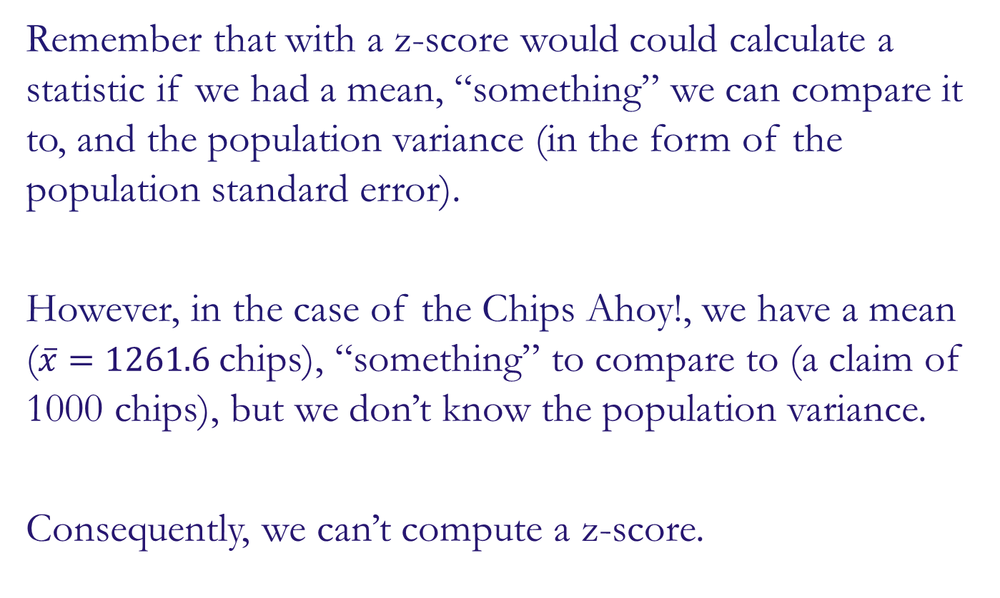 Remember that with a z-score would could calculate a
statistic if we had a mean, “something” we can compare it
to, and the population variance (in the form of the
population standard error).
However, in the case of the Chips Ahoy!, we have a mean
(x̄ = 1261.6 chips), “something” to compare to (a claim of
1000 chips), but we don’t know the population variance.
Consequently, we can’t compute a z-score.